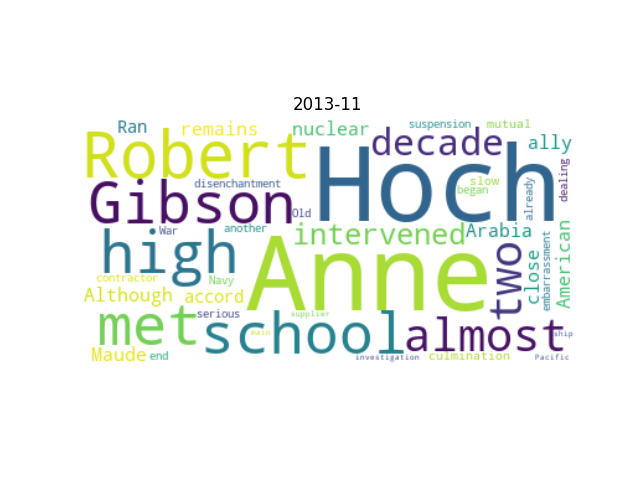 2013-11
Ran remains nuclear suspension mutual
Robert Hoch decade ally
Gibson disenchantment Old slow began already dealing
War another intervened Arabia
high Anne two close embarrassment American
contractor Navy
Although accord
met serious school supplier main almost ship
Maude end investigation culmination Pacific